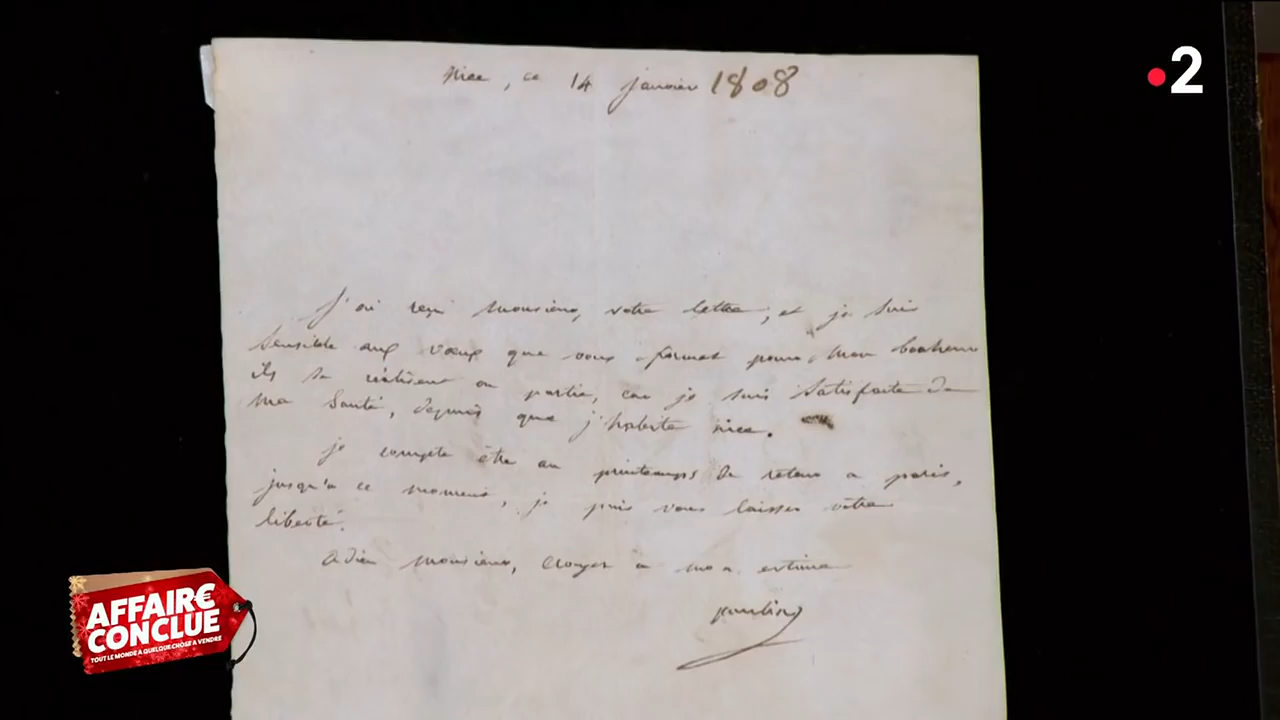 Nice, ce 14 janvier 1808
2
J'ai reçu monsieur, votre lettre, et je suis
sensible aux vœux que vous formez pour mon bonheur
ils se réalisent en partie, car je suis satisfaite de
ma santé, depuis que j'habite nice.
je compte être au printemps de retour a paris,
jusqu'a ce moment, je puis vous laisser votre
liberté.
adieu monsieur, croyez a mon estime
pauline
AFFAIR€
CONCLUE
TOUT LE MONDE A QUELQUE CHOSE À VENDRE